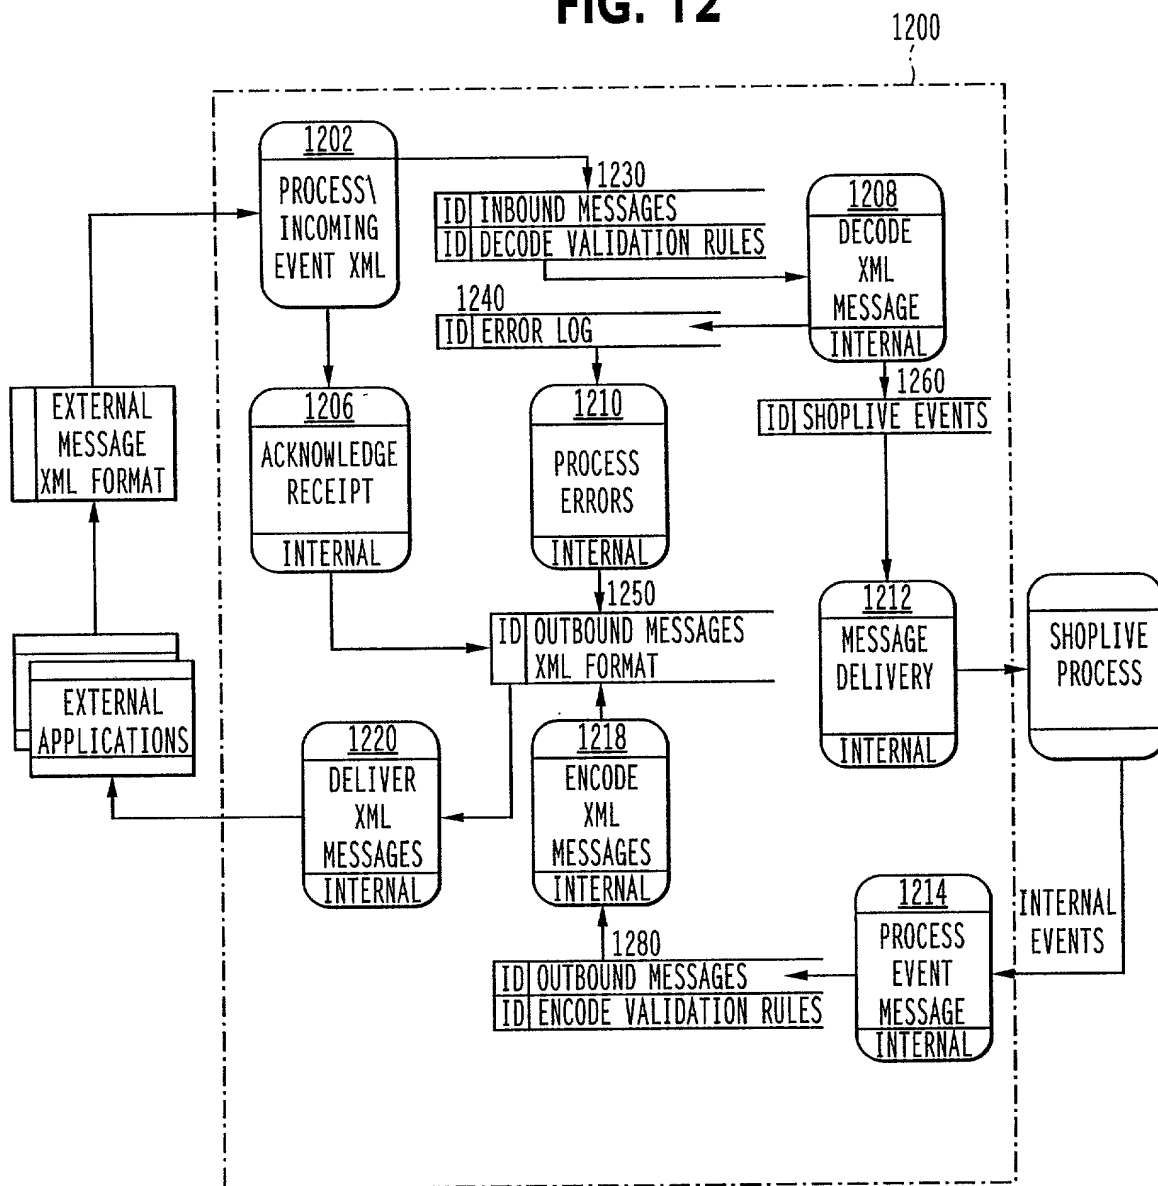 FIG. 12
1200
1202
PROCESS\
INCOMING
EVENT XML
1230
ID INBOUND MESSAGES
ID DECODE VALIDATION RULES
1208
DECODE
XML
MESSAGE
INTERNAL
1240
ID ERROR LOG
1260
ID SHOPLIVE EVENTS
EXTERNAL
MESSAGE
XML FORMAT
1206
ACKNOWLEDGE
RECEIPT
INTERNAL
1210
PROCESS
ERRORS
INTERNAL
1250
ID OUTBOUND MESSAGES
XML FORMAT
1212
MESSAGE
DELIVERY
INTERNAL
SHOPLIVE
PROCESS
EXTERNAL
APPLICATIONS
1220
DELIVER
XML
MESSAGES
INTERNAL
1218
ENCODE
XML
MESSAGES
INTERNAL
1214
PROCESS
EVENT
MESSAGE
INTERNAL
INTERNAL
EVENTS
1280
ID OUTBOUND MESSAGES
ID ENCODE VALIDATION RULES